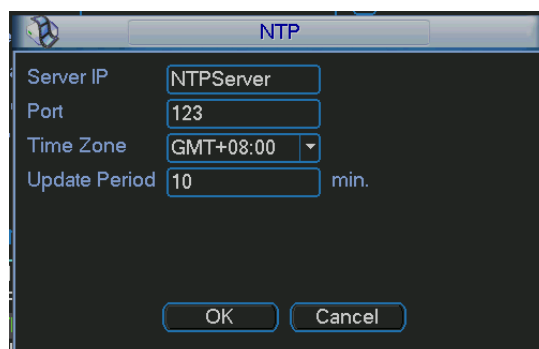 NTP
Server IP NTPServer
Port 123
Time Zone GMT+08:00
Update Period 10 min.
OK Cancel